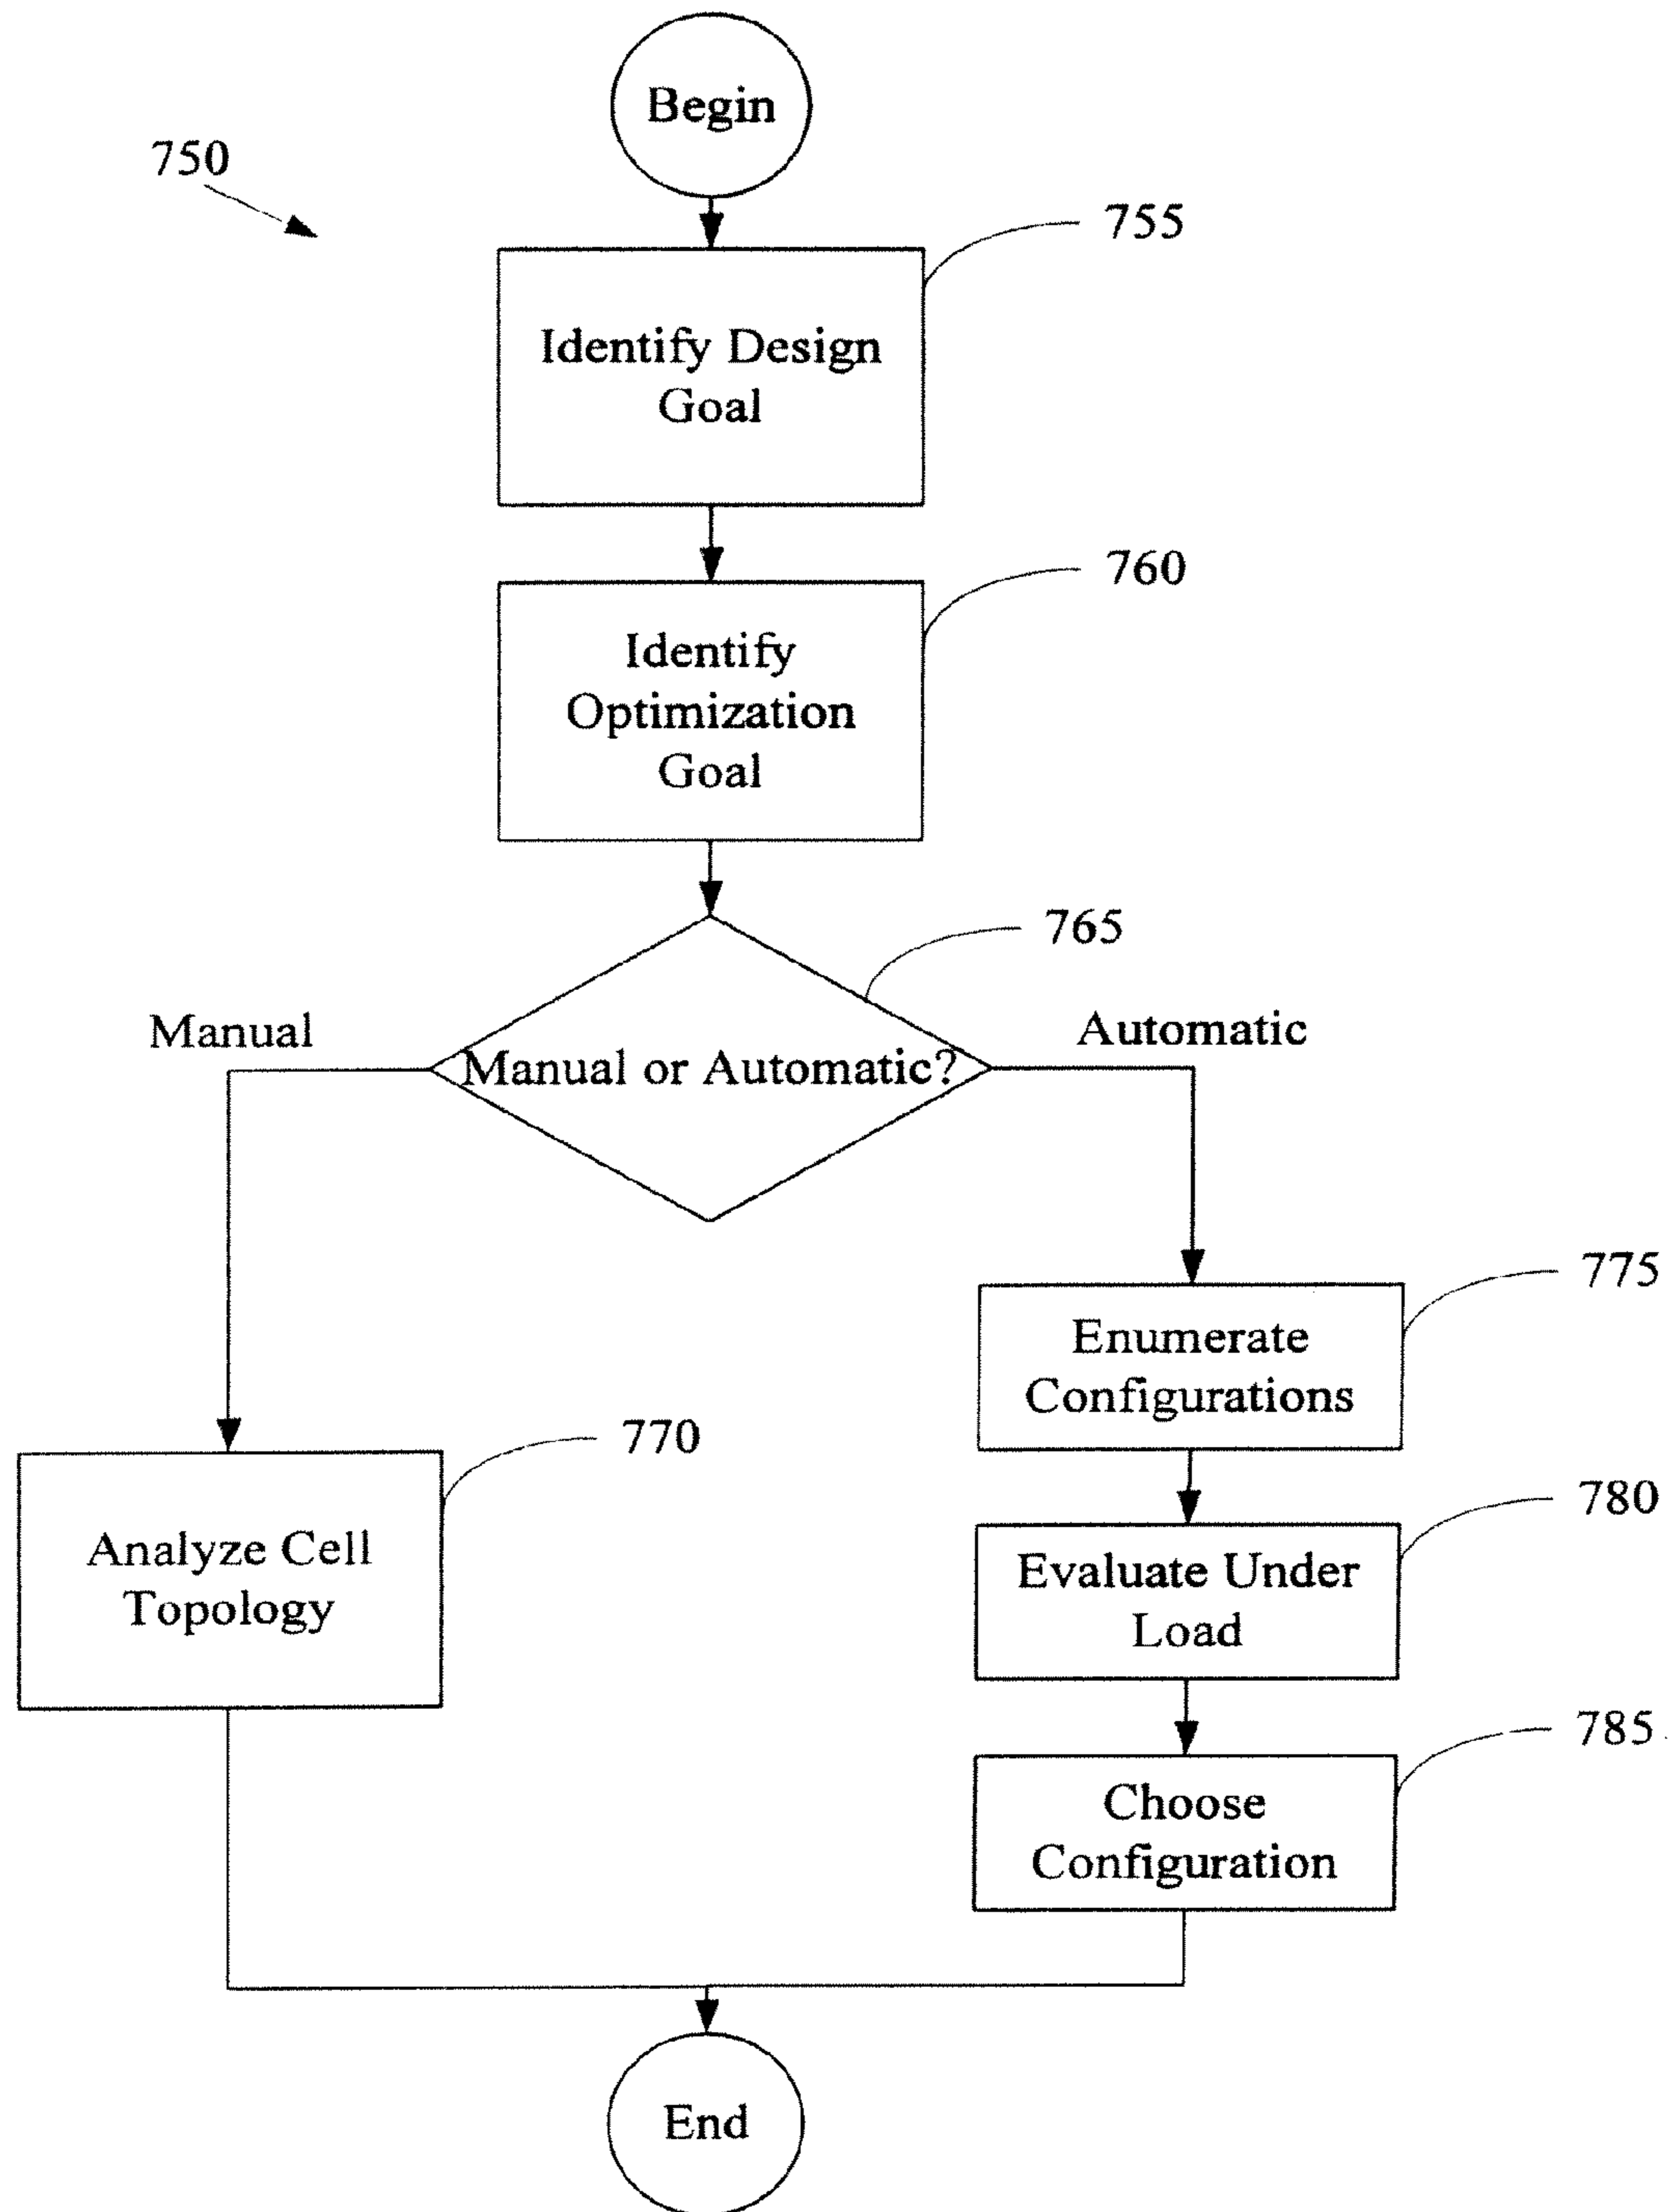 Begin
750
755
Identify Design
Goal
760
Identify
Optimization
Goal
765
Manual
Manual or Automatic?
Automatic
775
Enumerate
Configurations
770
Analyze Cell
Topology
780
Evaluate Under
Load
785
Choose
Configuration
End